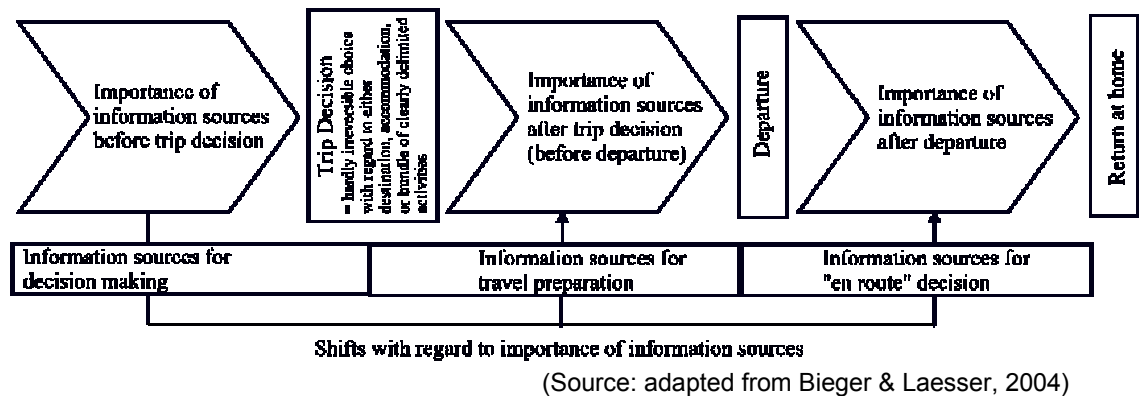 Importance of
information sources
before trip decision
Trip Decision
= hardly irreversible choice
with regard to either
destination, accommodation,
or bundle of clearly delimited
activities
Importance of
information sources
after trip decision
(before departure)
Departure
Importance of
information sources
after departure
Return at home
Information sources for
decision making
Information sources for
travel preparation
Information sources for
"en route" decision
Shifts with regard to importance of information sources
(Source: adapted from Bieger & Laesser, 2004)